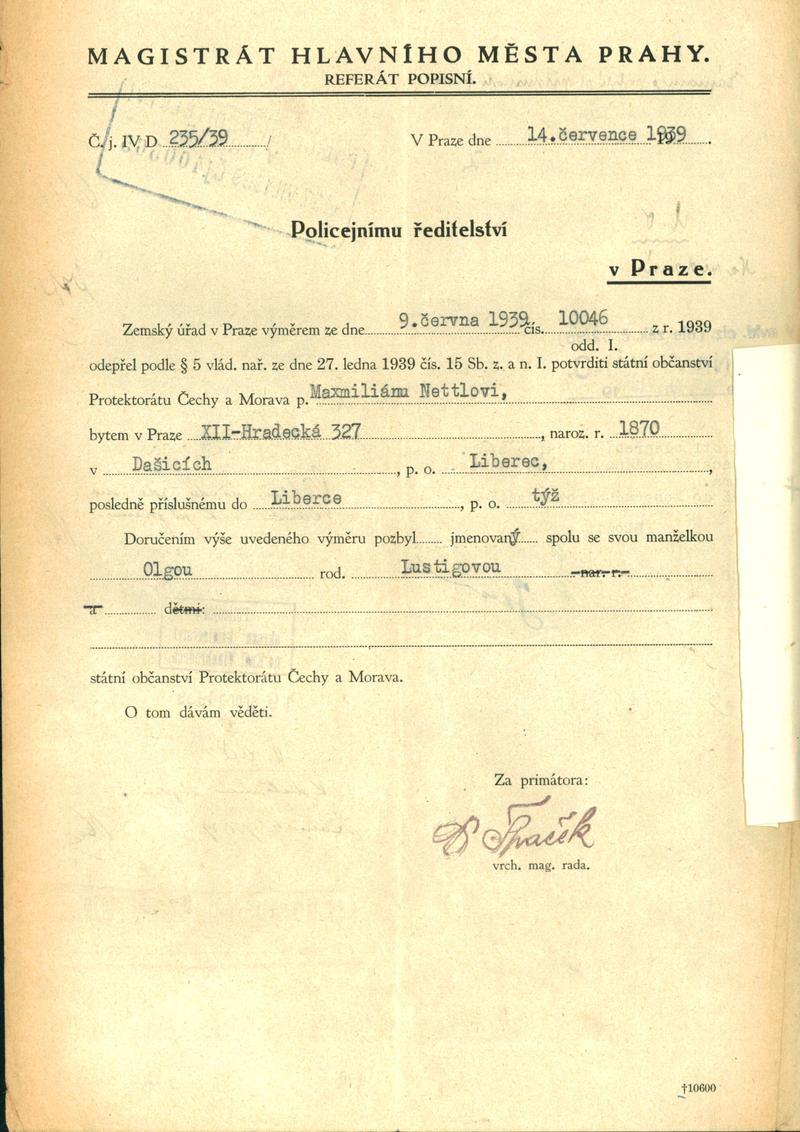 MAGISTRÁT HLAVNÍHO MĚSTA PRAHY.
REFERÁT POPISNÍ.
Č. j. IV D 235/39 /
V Praze dne 14.července 1939.
Policejnímu ředitelství
v Praze.
Zemský úřad v Praze výměrem ze dne 9.června 1939 čís. 10046 z r. 1939
odd. I.
odepřel podle § 5 vlád. nař. ze dne 27. ledna 1939 čís. 15 Sb. z. a n. I. potvrditi státní občanství
Protektorátu Čechy a Morava p. Maxmiliánu Nettlovi,
bytem v Praze XII-Hradecká 327, naroz. r. 1870
v Dašicích, p. o. Liberec,
posledně příslušnému do Liberce, p. o. týž
Doručením výše uvedeného výměru pozbyl jmenovaný spolu se svou manželkou
Olgou rod. Lustigovou nar. r.
a dětmi:
státní občanství Protektorátu Čechy a Morava.
O tom dávám věděti.
Za primátora:
vrch. mag. rada.
†10600